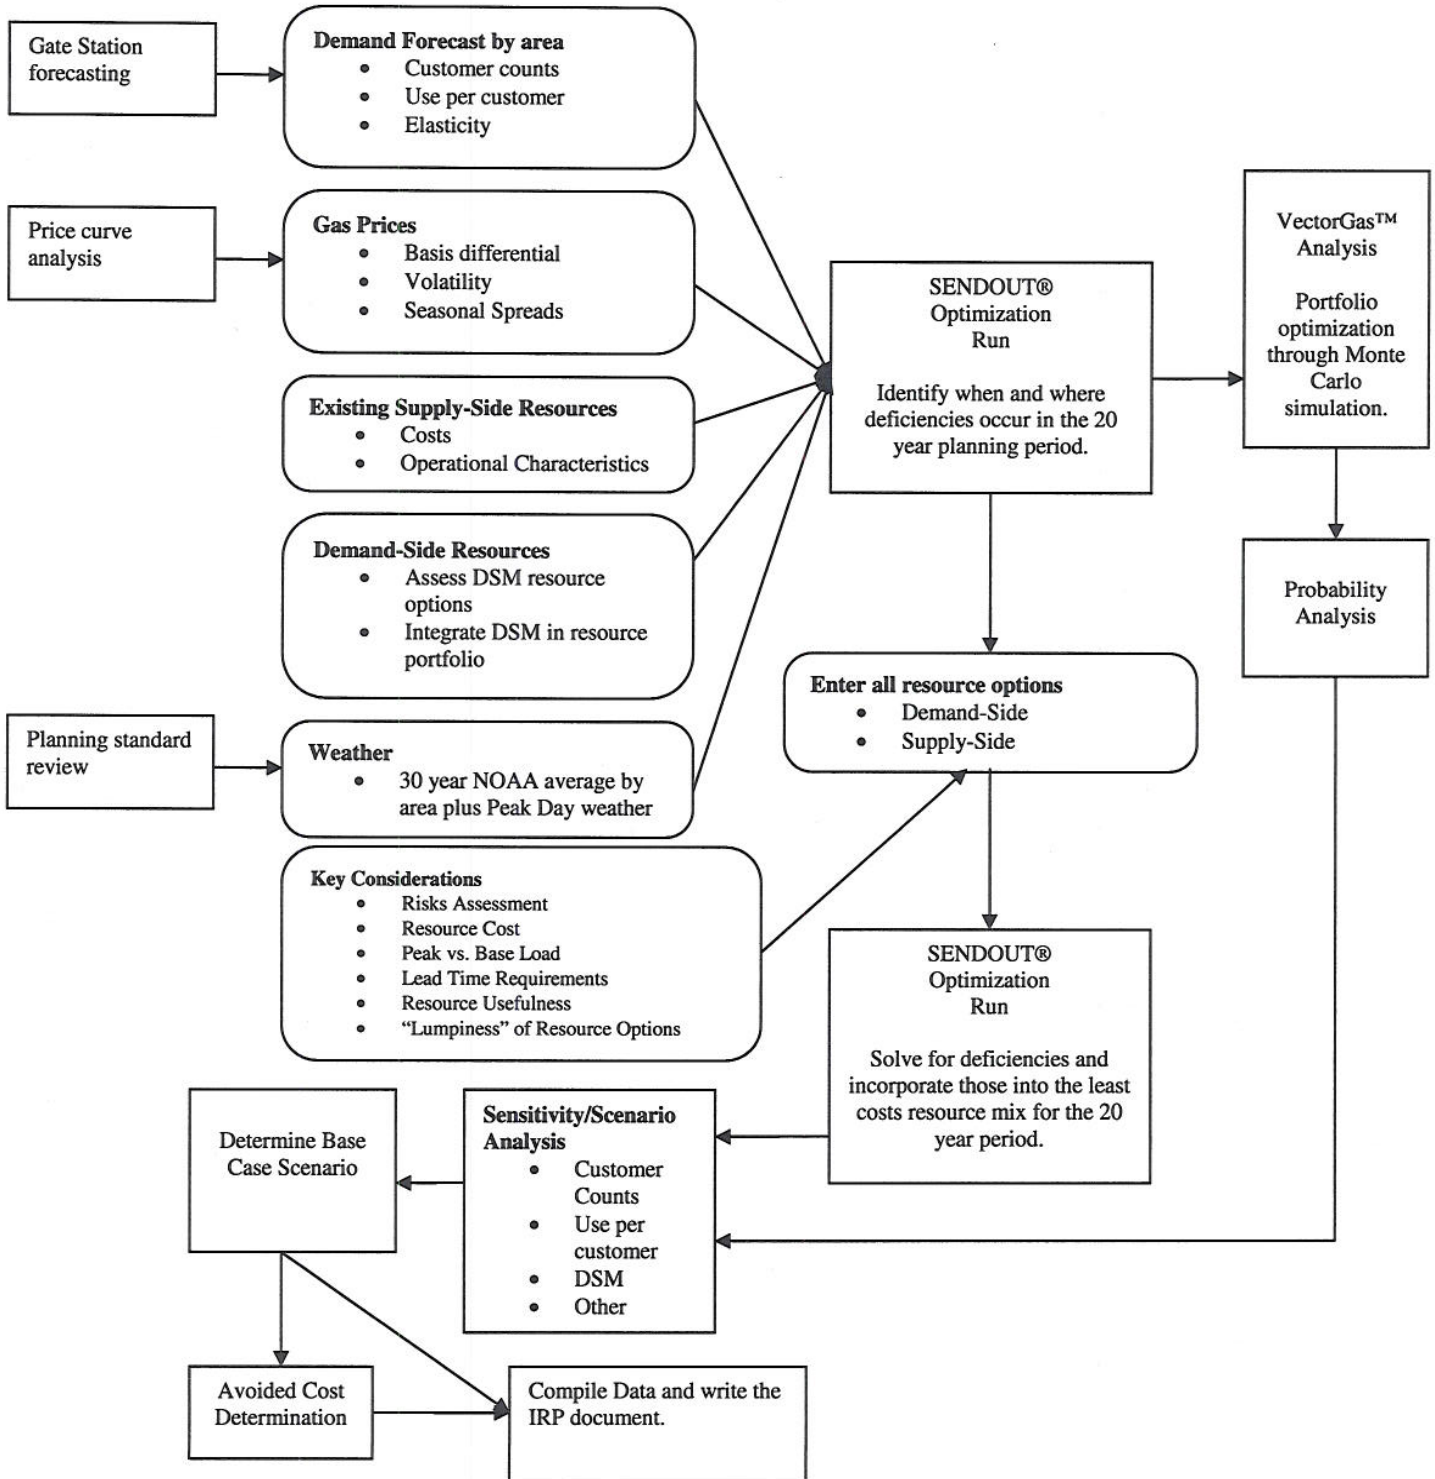 Gate Station
forecasting
Demand Forecast by area
• Customer counts
• Use per customer
• Elasticity
Price curve
analysis
Gas Prices
• Basis differential
• Volatility
• Seasonal Spreads
Existing Supply-Side Resources
• Costs
• Operational Characteristics
Demand-Side Resources
• Assess DSM resource
options
• Integrate DSM in resource
portfolio
Planning standard
review
Weather
• 30 year NOAA average by
area plus Peak Day weather
Key Considerations
• Risks Assessment
• Resource Cost
• Peak vs. Base Load
• Lead Time Requirements
• Resource Usefulness
• “Lumpiness” of Resource Options
SENDOUT®
Optimization
Run
Identify when and where
deficiencies occur in the 20
year planning period.
VectorGas™
Analysis
Portfolio
optimization
through Monte
Carlo
simulation.
Probability
Analysis
Enter all resource options
• Demand-Side
• Supply-Side
SENDOUT®
Optimization
Run
Solve for deficiencies and
incorporate those into the least
costs resource mix for the 20
year period.
Sensitivity/Scenario
Analysis
• Customer
Counts
• Use per
customer
• DSM
• Other
Determine Base
Case Scenario
Avoided Cost
Determination
Compile Data and write the
IRP document.